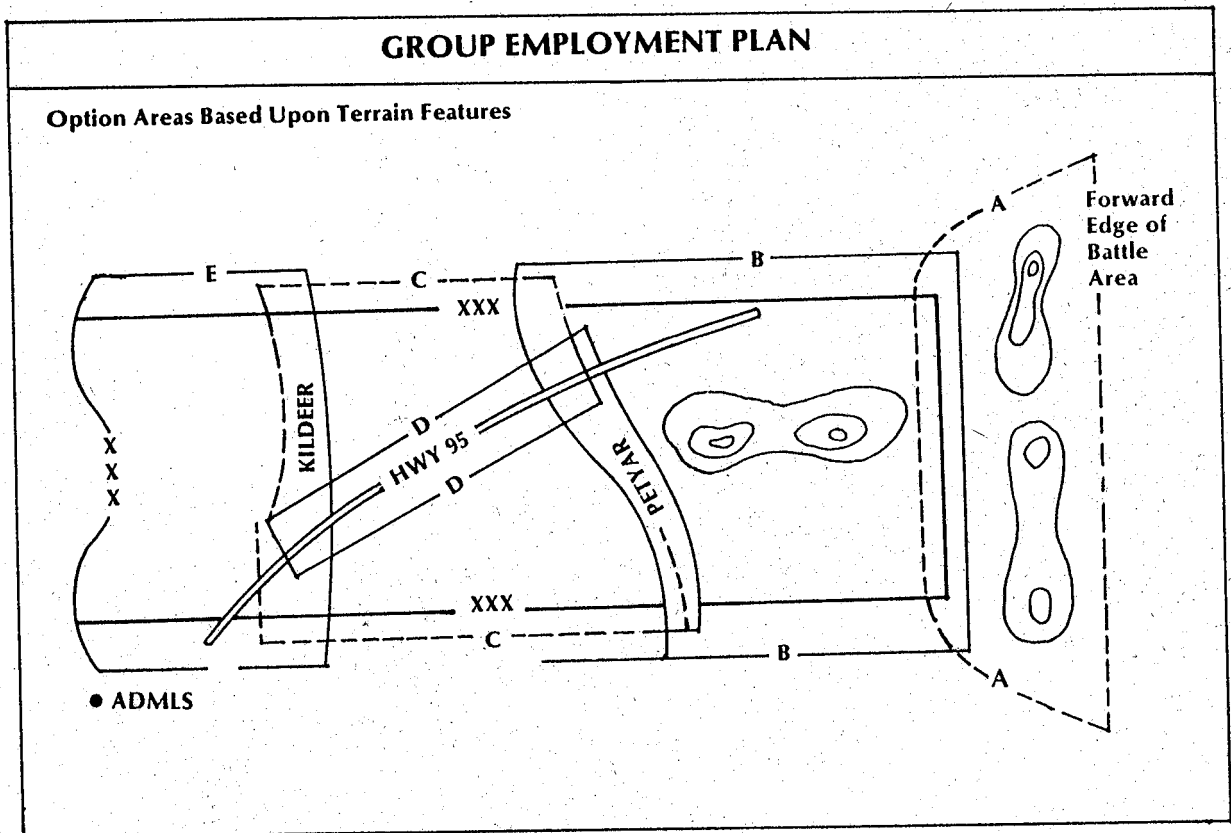 GROUP EMPLOYMENT PLAN
Option Areas Based Upon Terrain Features
A
Forward
Edge of
Battle
Area
B
E
C
XXX
KILDEER
D
HWY 95
D
PETYAR
X
X
X
XXX
C
B
A
• ADMLS